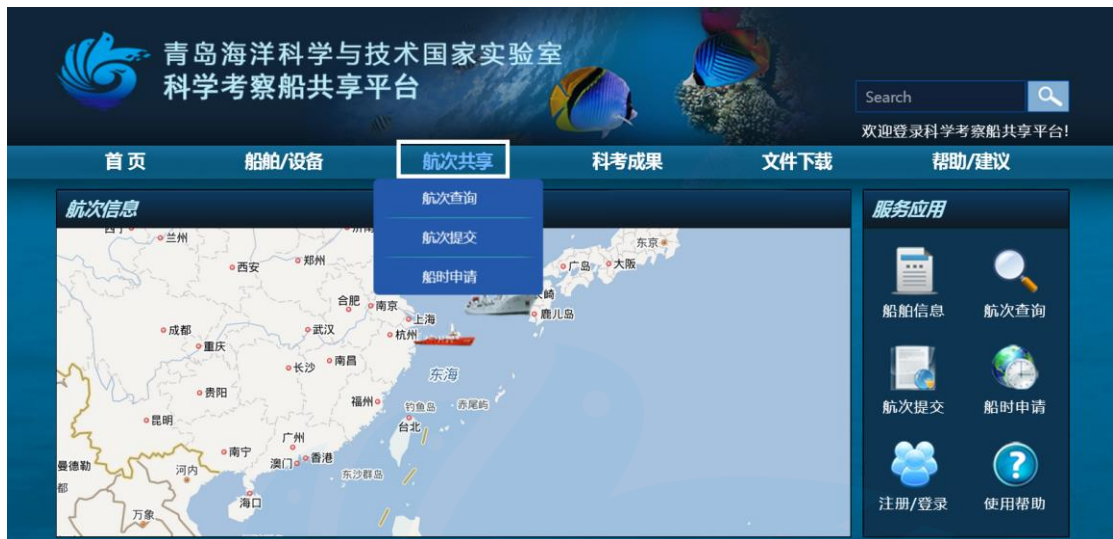 青岛海洋科学与技术国家实验室
科学考察船共享平台
Search
欢迎登录科学考察船共享平台!
首页 船舶/设备 航次共享 科考成果 文件下载 帮助/建议
航次信息
航次查询
航次提交
船时申请
兰州
西安
郑州
东京
广岛
大阪
合肥
南京
鹿儿岛
上海
成都
武汉
杭州
重庆
长沙
南昌
东海
贵阳
福州
钓鱼岛
赤尾屿
昆明
台北
广州
南宁
澳门
香港
曼德勒
河内
东沙群岛
都
海口
万象
服务应用
船舶信息 航次查询
航次提交 船时申请
注册/登录 使用帮助